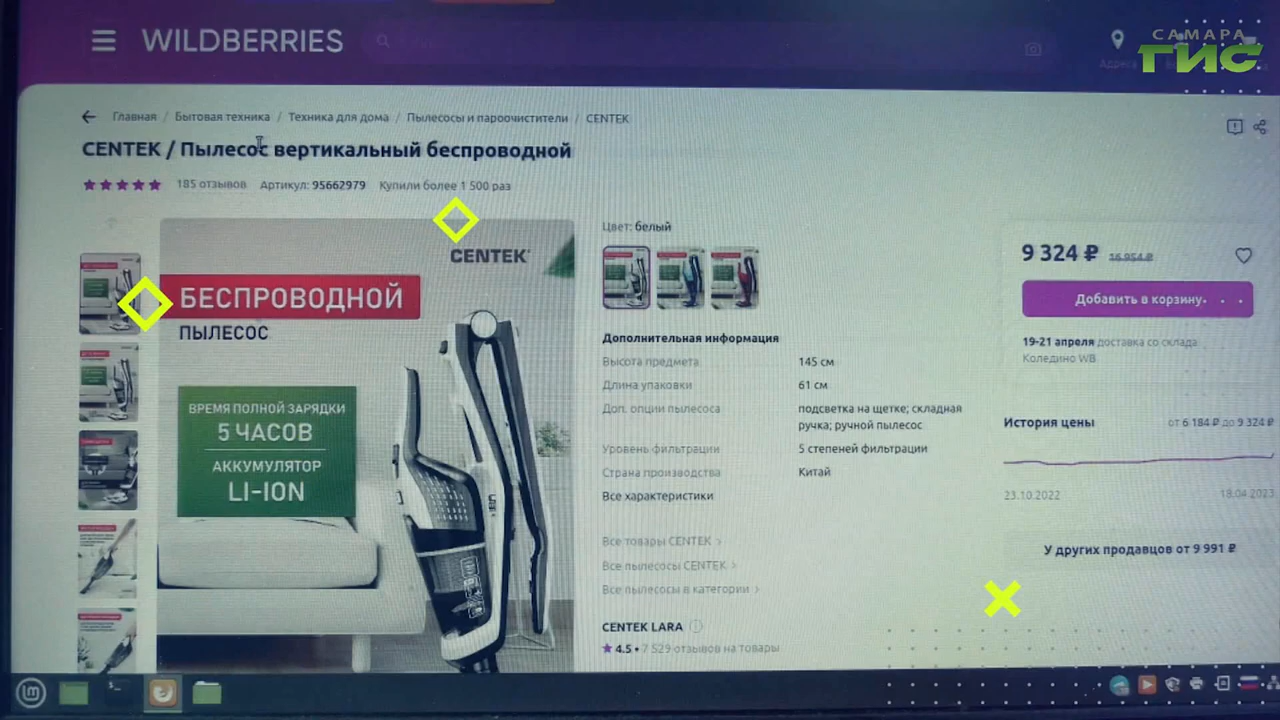 WILDBERRIES
САМАРА
ГИС
Адреса
Главная / Бытовая техника / Техника для дома / Пылесосы и пароочистители / CENTEK
CENTEK / Пылесос вертикальный беспроводной
185 отзывов Артикул: 95662979 Купили более 1 500 раз
CENTEK
БЕСПРОВОДНОЙ
ПЫЛЕСОС
ВРЕМЯ ПОЛНОЙ ЗАРЯДКИ
5 ЧАСОВ
АККУМУЛЯТОР
LI-ION
Цвет: белый
Дополнительная информация
Высота предмета 145 см
Длина упаковки 61 см
Доп. опции пылесоса подсветка на щетке; складная
ручка; ручной пылесос
Уровень фильтрации 5 степеней фильтрации
Страна производства Китай
Все характеристики
Все товары CENTEK >
Все пылесосы CENTEK >
Все пылесосы в категории >
CENTEK LARA
4.5 • 7 529 отзывов на товары
9 324 ₽ 16 954 ₽
Добавить в корзину
19-21 апреля доставка со склада
Коледино WB
История цены от 6 184 ₽ до 9 324 ₽
23.10.2022 18.04.2023
У других продавцов от 9 991 ₽